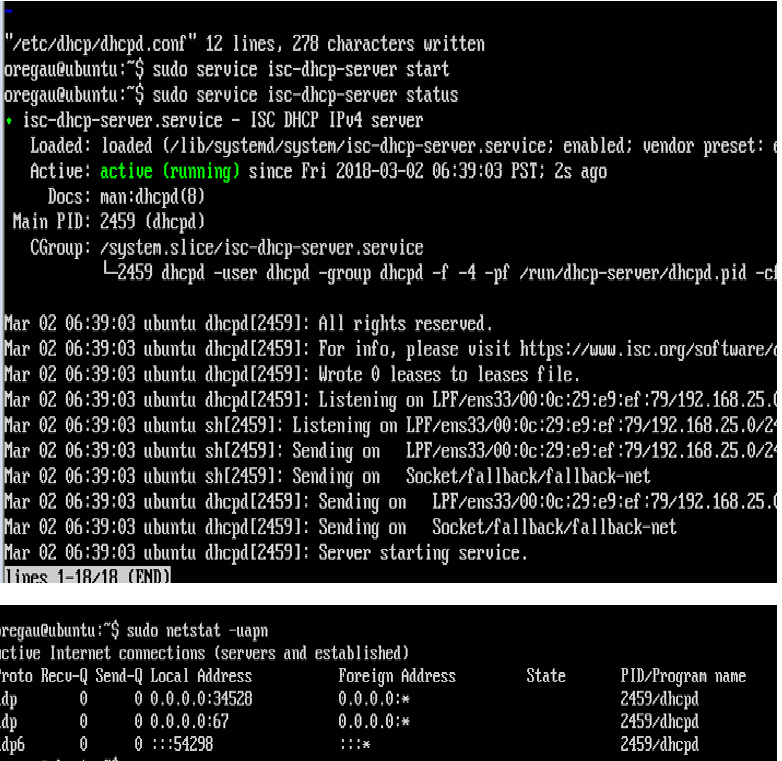 "/etc/dhcp/dhcpd.conf" 12 lines, 278 characters written
oregau@ubuntu:~$ sudo service isc-dhcp-server start
oregau@ubuntu:~$ sudo service isc-dhcp-server status
isc-dhcp-server.service - ISC DHCP IPv4 server
Loaded: loaded (/lib/systemd/system/isc-dhcp-server.service; enabled; vendor preset: e
Active: active (running) since Fri 2018-03-02 06:39:03 PST; 2s ago
Docs: man:dhcpd(8)
Main PID: 2459 (dhcpd)
CGroup: /system.slice/isc-dhcp-server.service
└─2459 dhcpd -user dhcpd -group dhcpd -f -4 -pf /run/dhcp-server/dhcpd.pid -cf
Mar 02 06:39:03 ubuntu dhcpd[2459]: All rights reserved.
Mar 02 06:39:03 ubuntu dhcpd[2459]: For info, please visit https://www.isc.org/software/d
Mar 02 06:39:03 ubuntu dhcpd[2459]: Wrote 0 leases to leases file.
Mar 02 06:39:03 ubuntu dhcpd[2459]: Listening on LPF/ens33/00:0c:29:e9:ef:79/192.168.25.0
Mar 02 06:39:03 ubuntu sh[2459]: Listening on LPF/ens33/00:0c:29:e9:ef:79/192.168.25.0/24
Mar 02 06:39:03 ubuntu sh[2459]: Sending on   LPF/ens33/00:0c:29:e9:ef:79/192.168.25.0/24
Mar 02 06:39:03 ubuntu sh[2459]: Sending on   Socket/fallback/fallback-net
Mar 02 06:39:03 ubuntu dhcpd[2459]: Sending on   LPF/ens33/00:0c:29:e9:ef:79/192.168.25.0
Mar 02 06:39:03 ubuntu dhcpd[2459]: Sending on   Socket/fallback/fallback-net
Mar 02 06:39:03 ubuntu dhcpd[2459]: Server starting service.
lines 1-18/18 (END)
oregau@ubuntu:~$ sudo netstat -uapn
ctive Internet connections (servers and established)
roto Recv-Q Send-Q Local Address Foreign Address State PID/Program name
dp 0 0 0.0.0.0:34528 0.0.0.0:* 2459/dhcpd
dp 0 0 0.0.0.0:67 0.0.0.0:* 2459/dhcpd
dp6 0 0 :::54298 :::* 2459/dhcpd